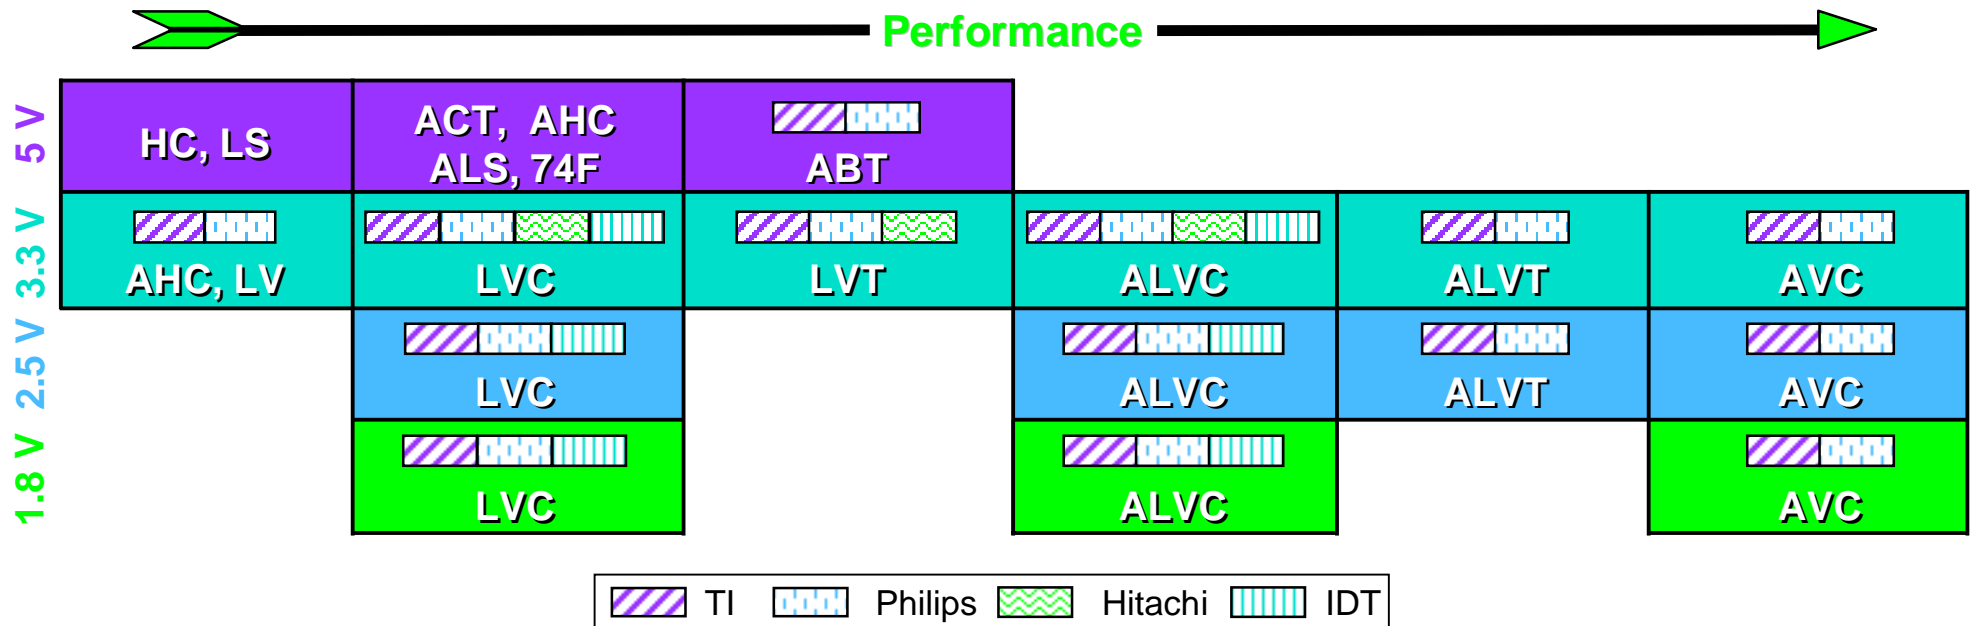 Performance
5 V
HC, LS
ACT, AHC
ALS, 74F
ABT
3.3 V
AHC, LV
LVC
LVT
ALVC
ALVT
AVC
2.5 V
LVC
ALVC
ALVT
AVC
1.8 V
LVC
ALVC
AVC
TI
Philips
Hitachi
IDT